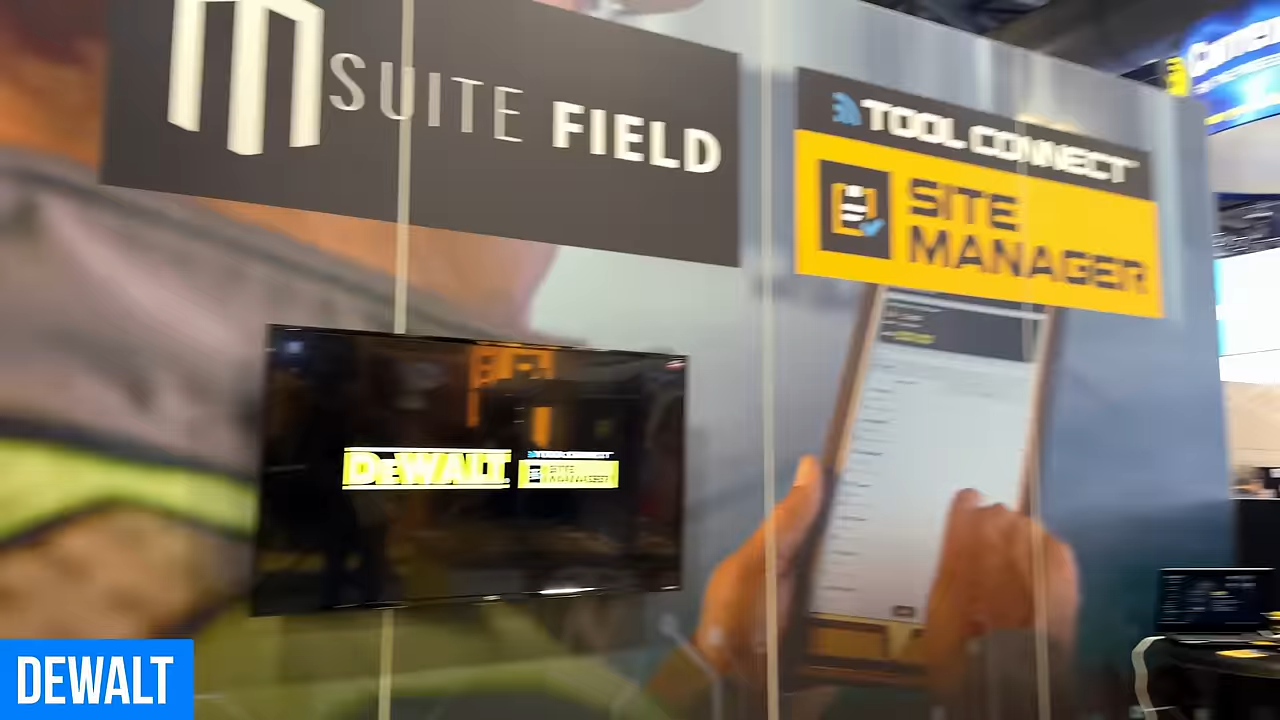 M SUITE FIELD
TOOL CONNECT
SITE
MANAGER
DEWALT
TOOL CONNECT
SITE
MANAGER
DEWALT